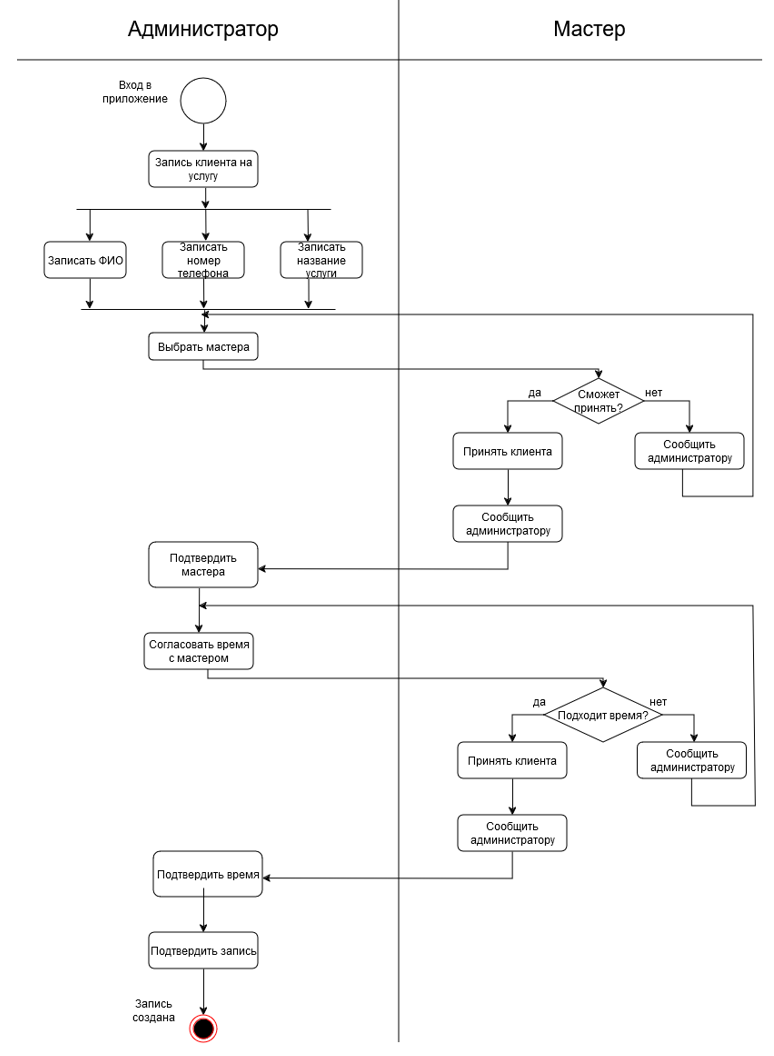 Администратор
Мастер
Вход в
приложение
Запись клиента на
услугу
Записать ФИО
Записать
номер
телефона
Записать
название
услуги
Выбрать мастера
Сможет
принять?
да
нет
Принять клиента
Сообщить
администратору
Сообщить
администратору
Подтвердить
мастера
Согласовать время
с мастером
Подходит время?
да
нет
Принять клиента
Сообщить
администратору
Сообщить
администратору
Подтвердить время
Подтвердить запись
Запись
создана